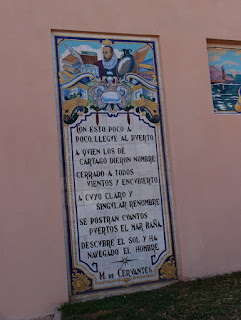 CON ESTO POCO A
POCO, LLEGUE AL PUERTO
A QUIEN LOS DE
CARTAGO DIERON NOMBRE
CERRADO A TODOS
VIENTOS Y ENCUBIERTO
A CUYO CLARO Y
SINGULAR RENOMBRE
SE POSTRAN CUANTOS
PUERTOS EL MAR BAÑA,
DESCUBRE EL SOL Y HA
NAVEGADO EL HOMBRE
M. DE CERVANTES